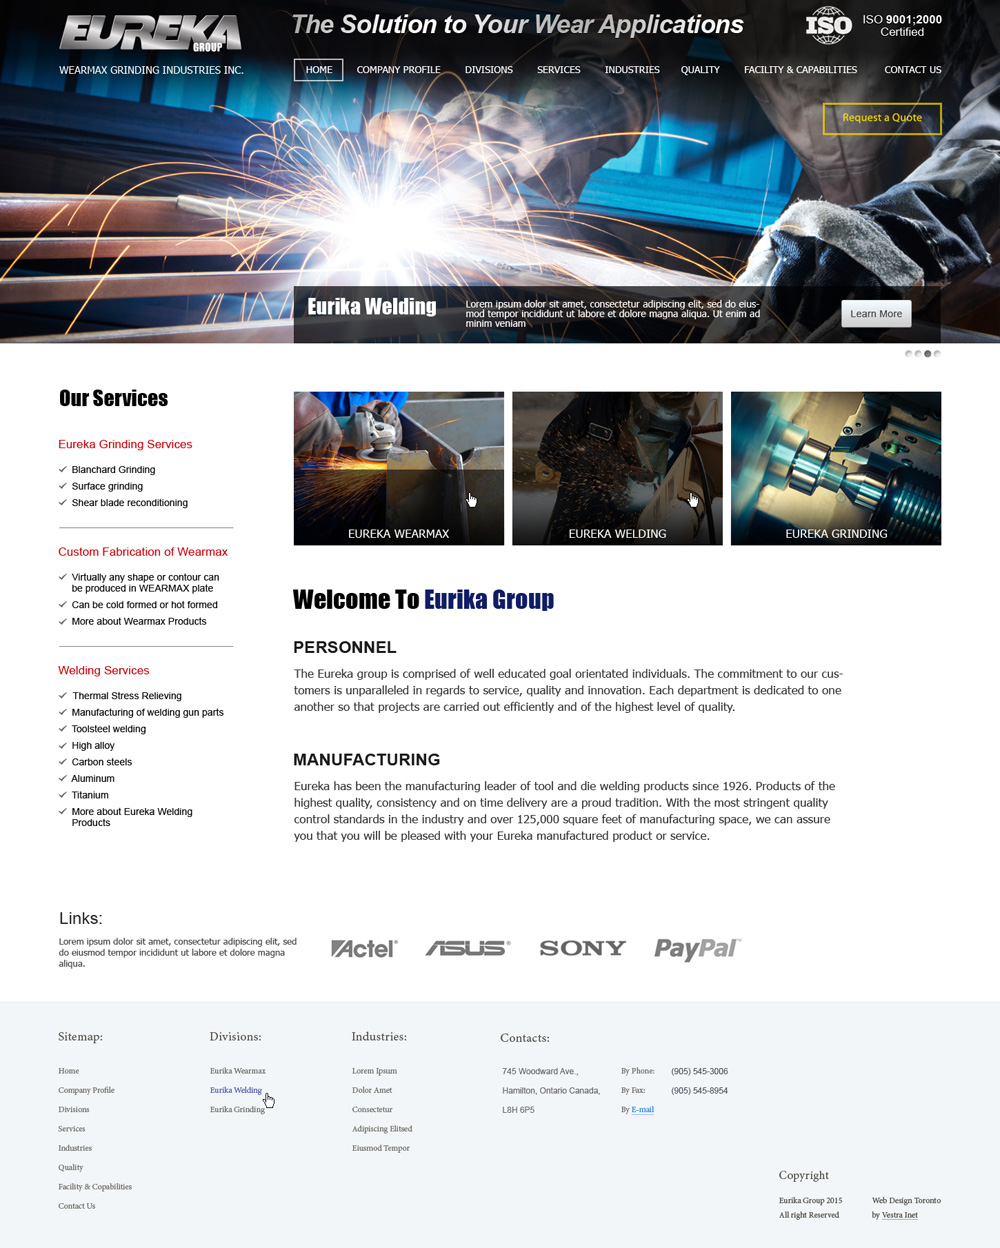 EUREKA
GROUP
WEARMAX GRINDING INDUSTRIES INC.
The Solution to Your Wear Applications
ISO
ISO 9001;2000
Certified
HOME COMPANY PROFILE DIVISIONS SERVICES INDUSTRIES QUALITY FACILITY & CAPABILITIES CONTACT US
Request a Quote
Eurika Welding
Lorem ipsum dolor sit amet, consectetur adipiscing elit, sed do eius-
mod tempor incididunt ut labore et dolore magna aliqua. Ut enim ad
minim veniam
Learn More
Our Services
Eureka Grinding Services
Blanchard Grinding
Surface grinding
Shear blade reconditioning
Custom Fabrication of Wearmax
Virtually any shape or contour can
be produced in WEARMAX plate
Can be cold formed or hot formed
More about Wearmax Products
Welding Services
Thermal Stress Relieving
Manufacturing of welding gun parts
Toolsteel welding
High alloy
Carbon steels
Aluminum
Titanium
More about Eureka Welding
Products
EUREKA WEARMAX
EUREKA WELDING
EUREKA GRINDING
Welcome To Eurika Group
PERSONNEL
The Eureka group is comprised of well educated goal orientated individuals. The commitment to our cus-
tomers is unparalleled in regards to service, quality and innovation. Each department is dedicated to one
another so that projects are carried out efficiently and of the highest level of quality.
MANUFACTURING
Eureka has been the manufacturing leader of tool and die welding products since 1926. Products of the
highest quality, consistency and on time delivery are a proud tradition. With the most stringent quality
control standards in the industry and over 125,000 square feet of manufacturing space, we can assure
you that you will be pleased with your Eureka manufactured product or service.
Links:
Lorem ipsum dolor sit amet, consectetur adipiscing elit, sed
do eiusmod tempor incididunt ut labore et dolore magna
aliqua.
Actel
ASUS
SONY
PayPal
Sitemap:
Home
Company Profile
Divisions
Services
Industries
Quality
Facility & Copabilities
Contact Us
Divisions:
Eurika Wearmax
Eurika Welding
Eurika Grinding
Industries:
Lorem Ipsum
Dolor Amet
Consectetur
Adipiscing Elitsed
Eiusmod Tempor
Contacts:
745 Woodward Ave.,
Hamilton, Ontario Canada,
L8H 6P5
By Phone: (905) 545-3006
By Fax: (905) 545-8954
By E-mail
Copyright
Eurika Group 2015
All right Reserved
Web Design Toronto
by Vestra Inet